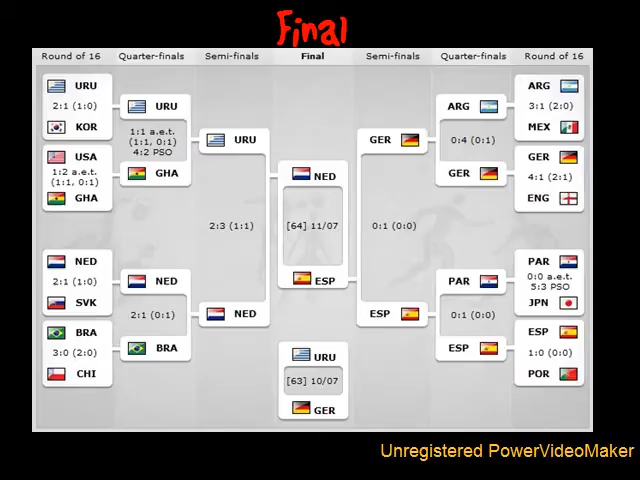 Final
Round of 16 Quarter-finals Semi-finals Final Semi-finals Quarter-finals Round of 16
URU
2:1 (1:0)
KOR
USA
1:2 a.e.t.
(1:1, 0:1)
GHA
NED
2:1 (1:0)
SVK
BRA
3:0 (2:0)
CHI
URU
1:1 a.e.t.
(1:1, 0:1)
4:2 PSO
GHA
NED
2:1 (0:1)
BRA
URU
2:3 (1:1)
NED
NED
[64] 11/07
ESP
URU
[63] 10/07
GER
GER
0:1 (0:0)
ESP
ARG
0:4 (0:1)
GER
PAR
0:1 (0:0)
ESP
ARG
3:1 (2:0)
MEX
GER
4:1 (2:1)
ENG
PAR
0:0 a.e.t.
5:3 PSO
JPN
ESP
1:0 (0:0)
POR
Unregistered PowerVideoMaker